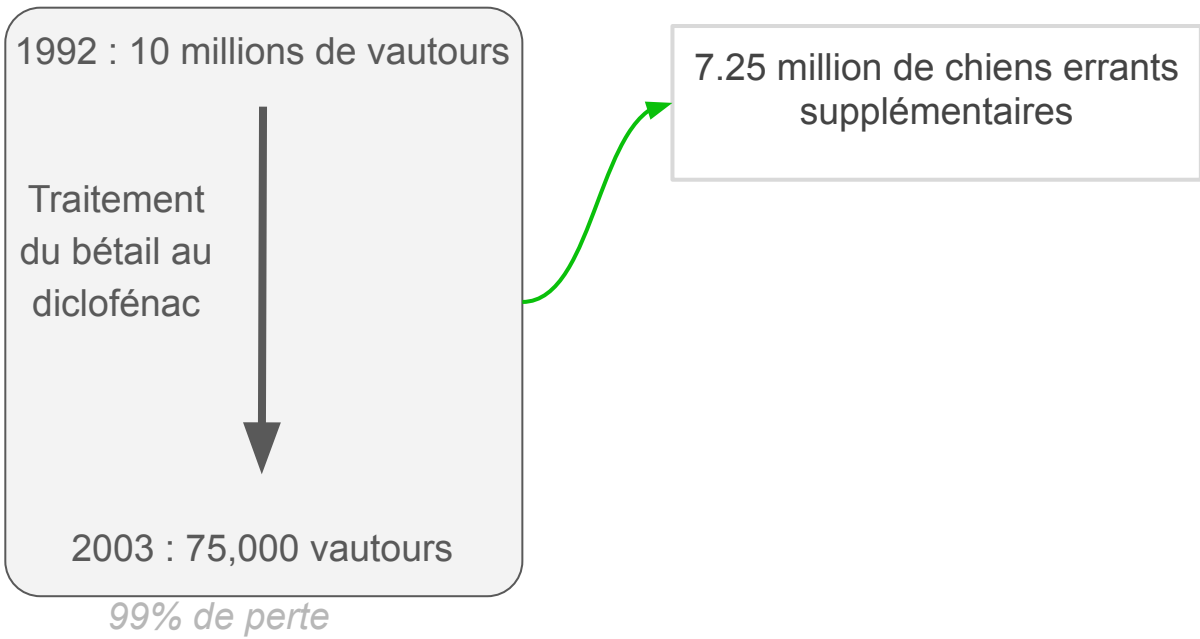 1992 : 10 millions de vautours
Traitement
du bétail au
diclofénac
2003 : 75,000 vautours
99% de perte
7.25 million de chiens errants
supplémentaires